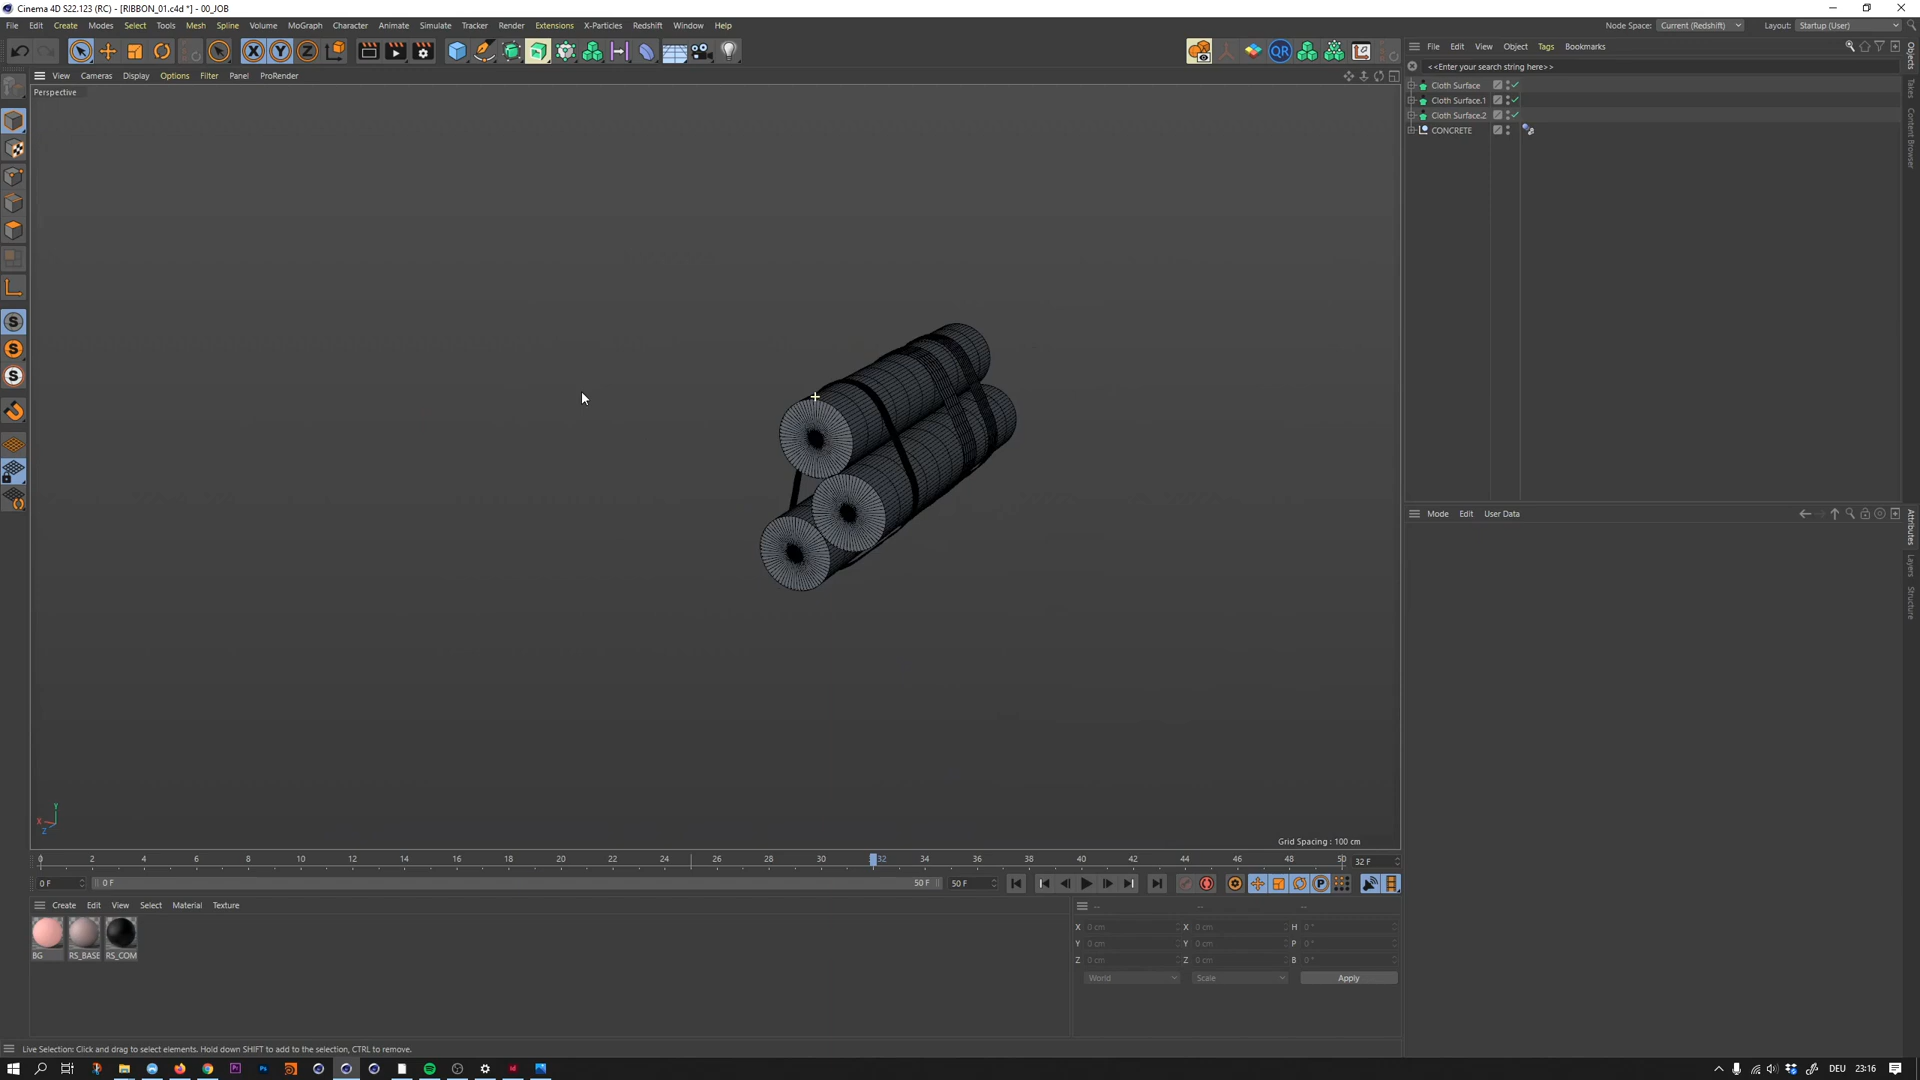 Cinema 4D S22.123 (RC) - [RIBBON_01.c4d *] - 00_JOB
File Edit Create Modes Select Tools Mesh Spline Volume MoGraph Character Animate Simulate Tracker Render Extensions X-Particles Redshift Window Help
Node Space: Current (Redshift) Layout: Startup (User)
View Cameras Display Options Filter Panel ProRender
File Edit View Object Tags Bookmarks
<<Enter your search string here>>
Perspective
Cloth Surface
Cloth Surface.1
Cloth Surface.2
CONCRETE
Objects
Takes
Content Browser
Mode Edit User Data
Attributes
Layers
Structure
Y
X
Z
Grid Spacing : 100 cm
0 2 4 6 8 10 12 14 16 18 20 22 24 26 28 30 32 34 36 38 40 42 44 46 48 50 32 F
0 F 0 F 50 F 50 F
Create Edit View Select Material Texture
-- -- --
BG RS_BASE RS_COM
X 0 cm X 0 cm H 0 °
Y 0 cm Y 0 cm P 0 °
Z 0 cm Z 0 cm B 0 °
World Scale Apply
Live Selection: Click and drag to select elements. Hold down SHIFT to add to the selection, CTRL to remove.
DEU 23:16